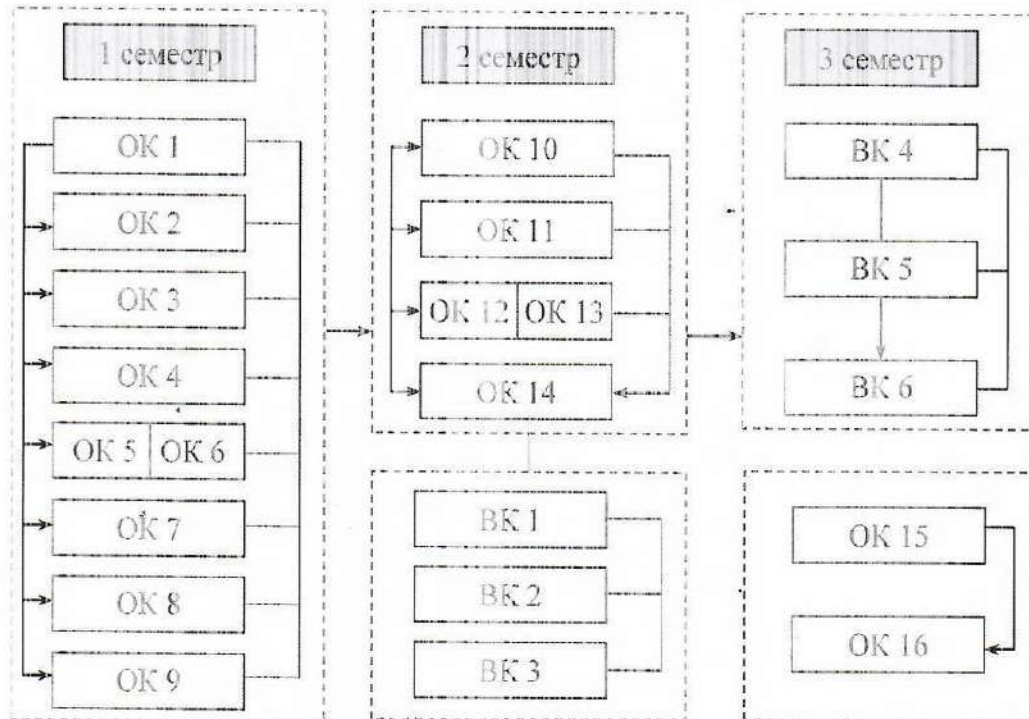 1 семестр
ОК 1
ОК 2
ОК 3
ОК 4
ОК 5 ОК 6
ОК 7
ОК 8
ОК 9
2 семестр
ОК 10
ОК 11
ОК 12 ОК 13
ОК 14
ВК 1
ВК 2
ВК 3
3 семестр
ВК 4
ВК 5
ВК 6
ОК 15
ОК 16